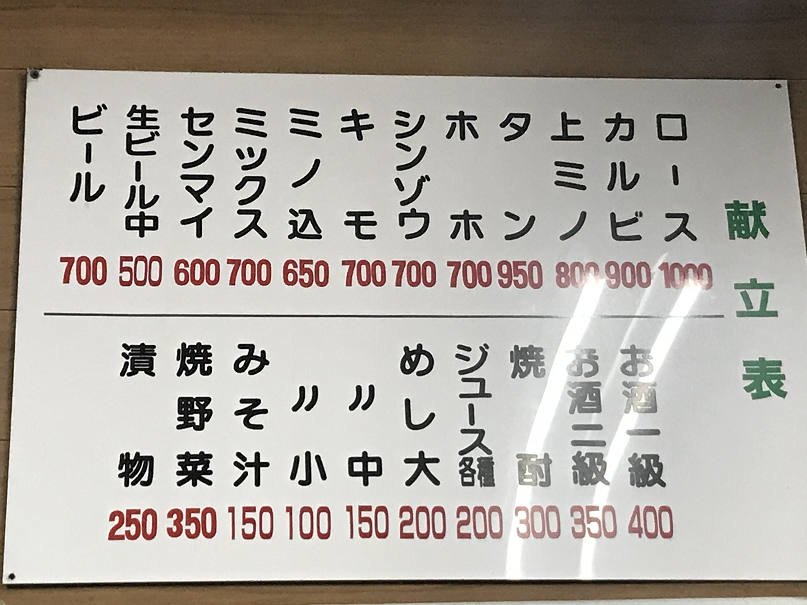 献立表
ロース 1000
カルビ 900
上ミノ 800
タン 950
ホホ 700
シンゾウ 700
キモ 700
ミノ込 650
ミックス 700
センマイ 600
生ビール中 500
ビール 700
お酒一級 400
お酒二級 350
焼酎 300
ジュース各種 200
めし大 200
〃中 150
〃小 100
みそ汁 150
焼野菜 350
漬物 250